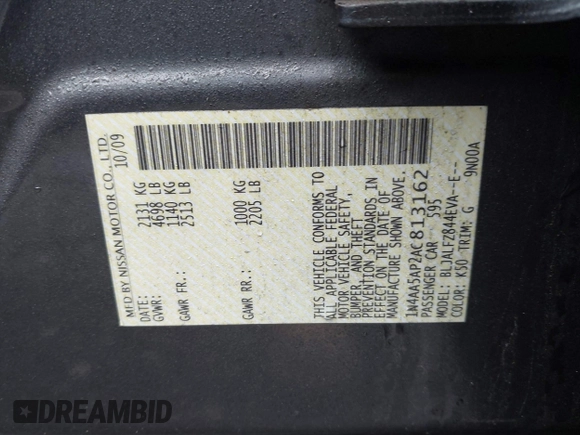 MFD BY NISSAN MOTOR CO., LTD.
10/09
GVWR: 2131 KG
4698 LB
GAWR FR.: 1140 KG
2513 LB
GAWR RR.: 1000 KG
2205 LB
THIS VEHICLE CONFORMS TO
ALL APPLICABLE FEDERAL
MOTOR VEHICLE SAFETY,
BUMPER, AND THEFT
PREVENTION STANDARDS IN
EFFECT ON THE DATE OF
MANUFACTURE SHOWN ABOVE.
1N4AA5AP2AC813162
PASSENGER CAR 595
MODEL: BLJALFZ844EVA--E--
COLOR: K50 TRIM: G 9N00A
DREAMBID